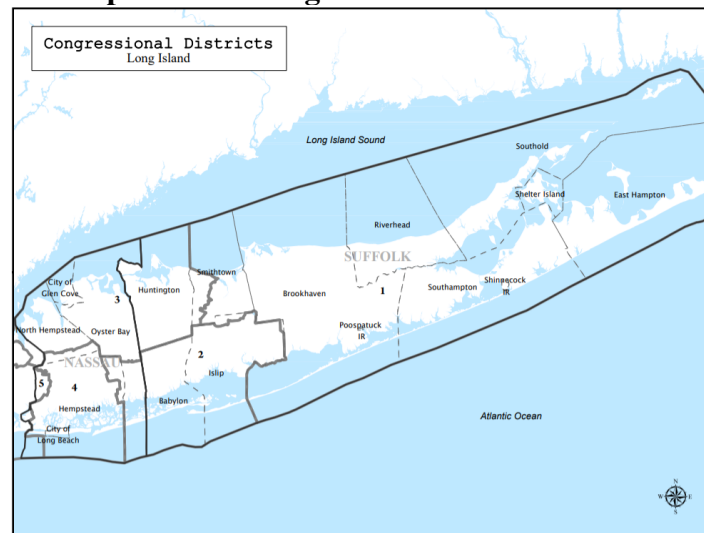 Congressional Districts
Long Island
Long Island Sound
Southold
Shelter Island
East Hampton
Riverhead
SUFFOLK
Smithtown
City of
Glen Cove
3
Huntington
Brookhaven
1
Southampton
Shinnecock
IR
North Hempstead
Oyster Bay
Poospatuck
IR
2
NASSAU
Islip
5
4
Hempstead
Babylon
City of
Long Beach
Atlantic Ocean
N
W
E
S